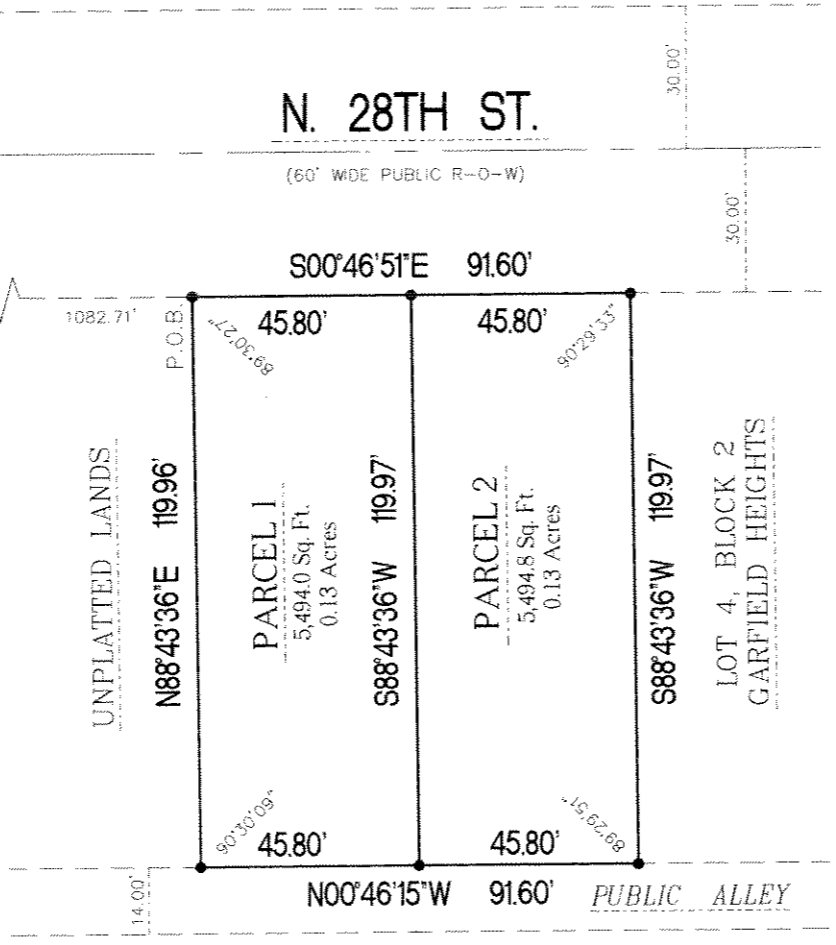 30.00'
N. 28TH ST.
(60' WIDE PUBLIC R-O-W)
30.00'
S00°46'51"E 91.60'
1082.71'
P.O.B.
45.80'
45.80'
89°30'27"
90°29'33"
UNPLATTED LANDS
N88°43'36"E 119.96'
PARCEL 1
5,494.0 Sq. Ft.
0.13 Acres
S88°43'36"W 119.97'
PARCEL 2
5,494.8 Sq. Ft.
0.13 Acres
S88°43'36"W 119.97'
LOT 4, BLOCK 2
GARFIELD HEIGHTS
90°30'09"
45.80'
45.80'
89°29'51"
14.00'
N00°46'15"W 91.60'
PUBLIC ALLEY